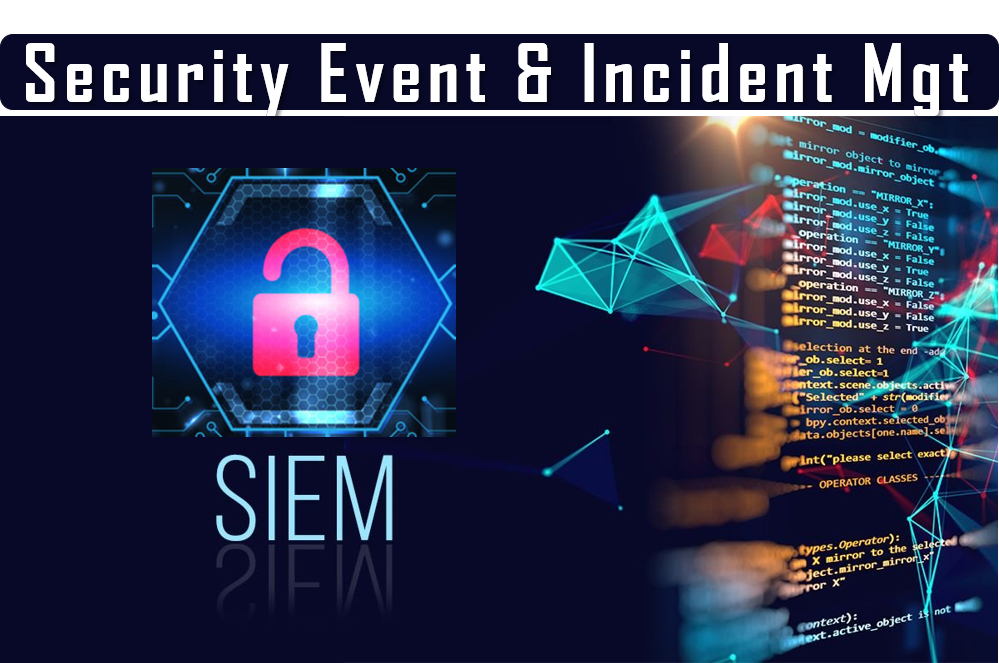 Security Event & Incident Mgt
SIEM
mirror_mod = modifier_ob.
mirror object to mirror
mirror_mod.mirror_object
operation == "MIRROR_X":
mirror_mod.use_x = True
mirror_mod.use_y = False
mirror_mod.use_z = False
_operation == "MIRROR_Y":
mirror_mod.use_x = False
mirror_mod.use_y = True
mirror_mod.use_z = False
_operation == "MIRROR_Z":
mirror_mod.use_x = False
mirror_mod.use_y = False
mirror_mod.use_z = True
selection at the end -add
_ob.select= 1
er_ob.select=1
ntext.scene.objects.active
("Selected" + str(modifier
irror_ob.select = 0
bpy.context.selected_ob
ata.objects[one.name].sel
int("please select exactl
-- OPERATOR CLASSES ----
types.Operator):
X mirror to the selected
ject.mirror_mirror_x"
rror X"
ontext):
ext.active_object is not